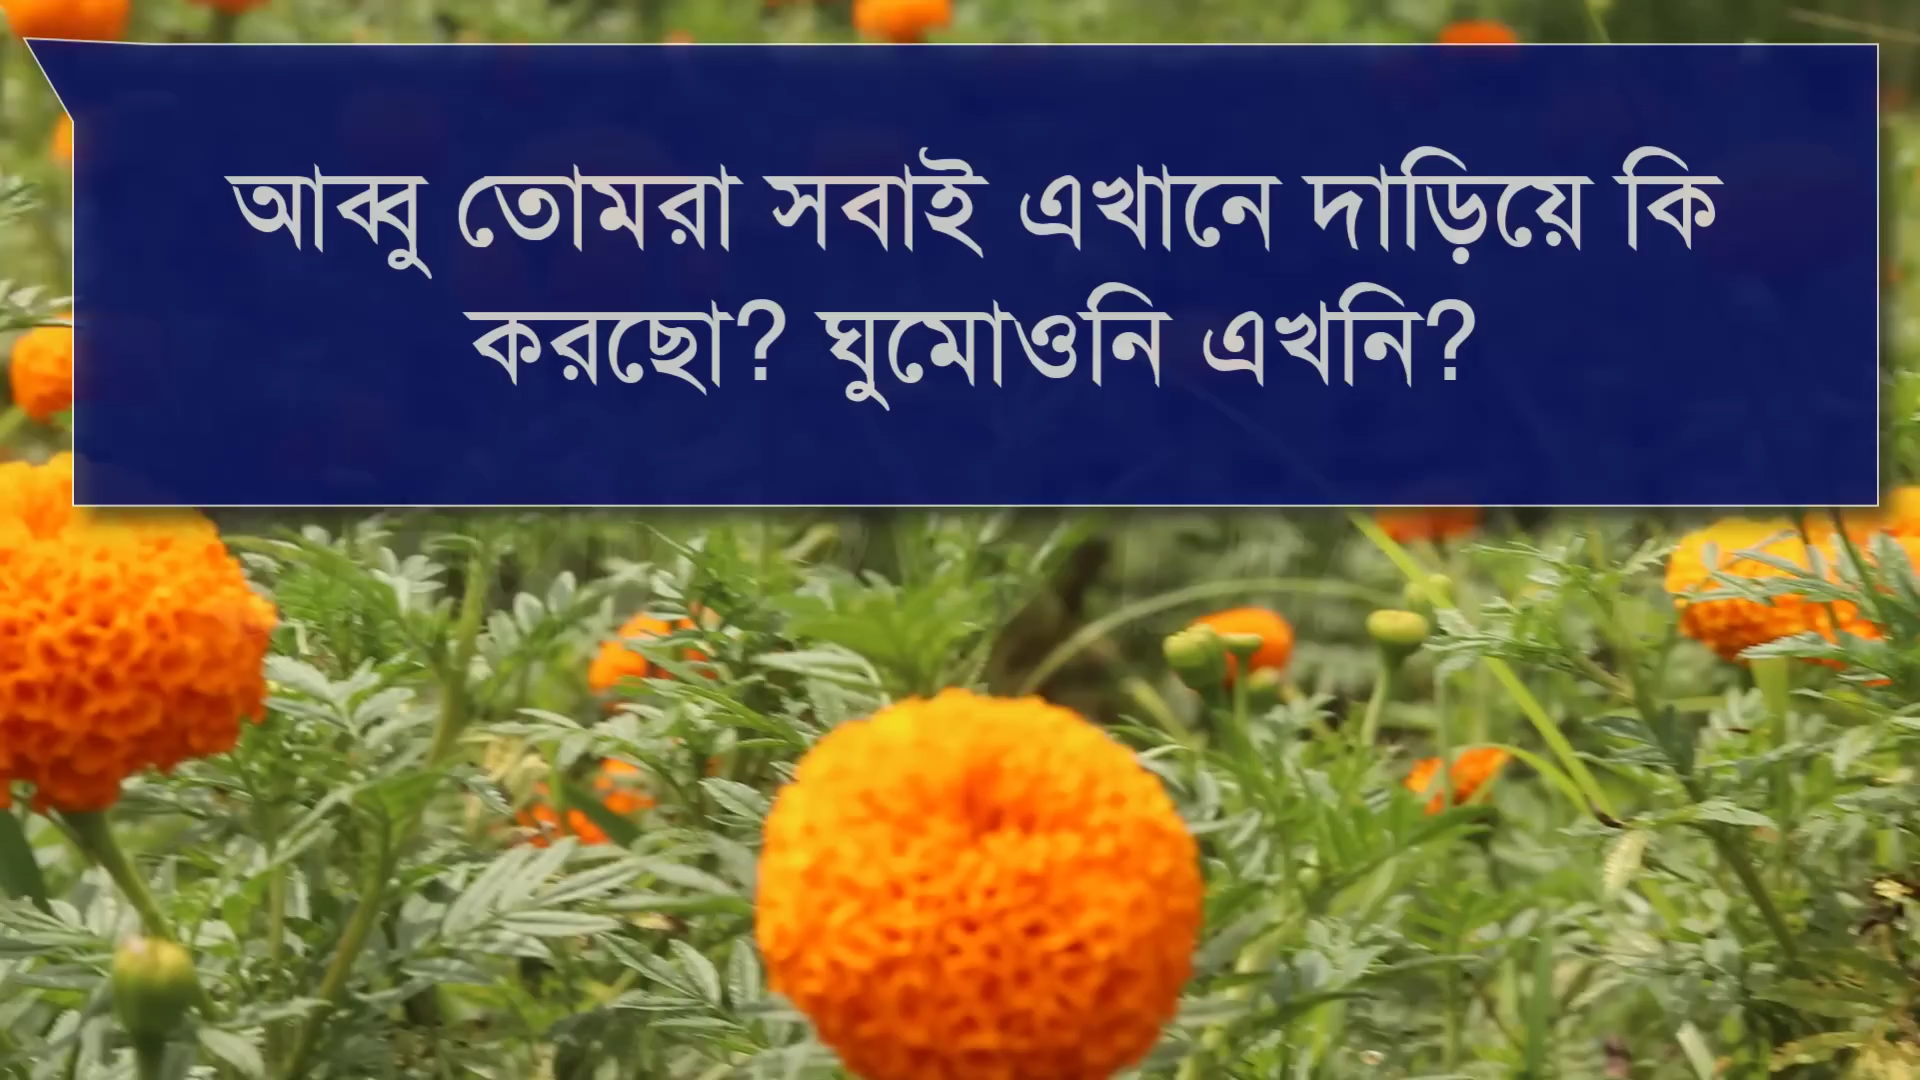 আব্বু তোমরা সবাই এখানে দাড়িয়ে কি
করছো? ঘুমোওনি এখনি?